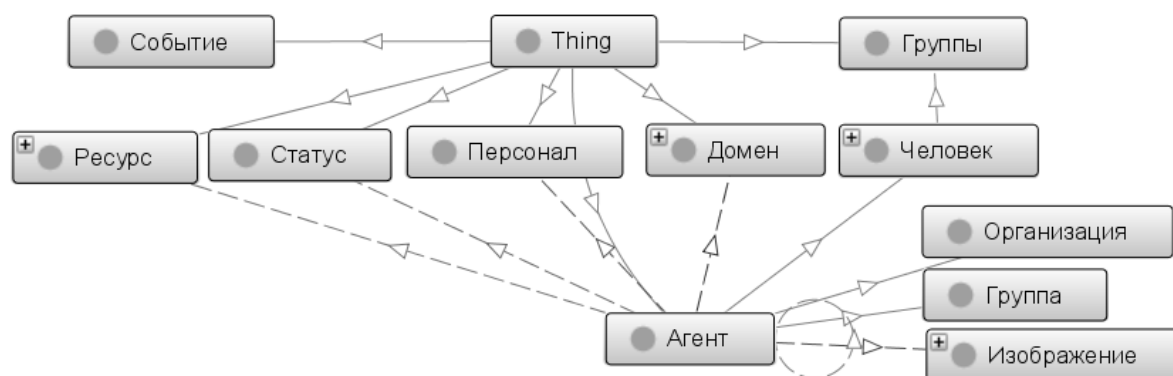 Событие
Thing
Группы
Ресурс
Статус
Персонал
Домен
Человек
Организация
Группа
Агент
Изображение